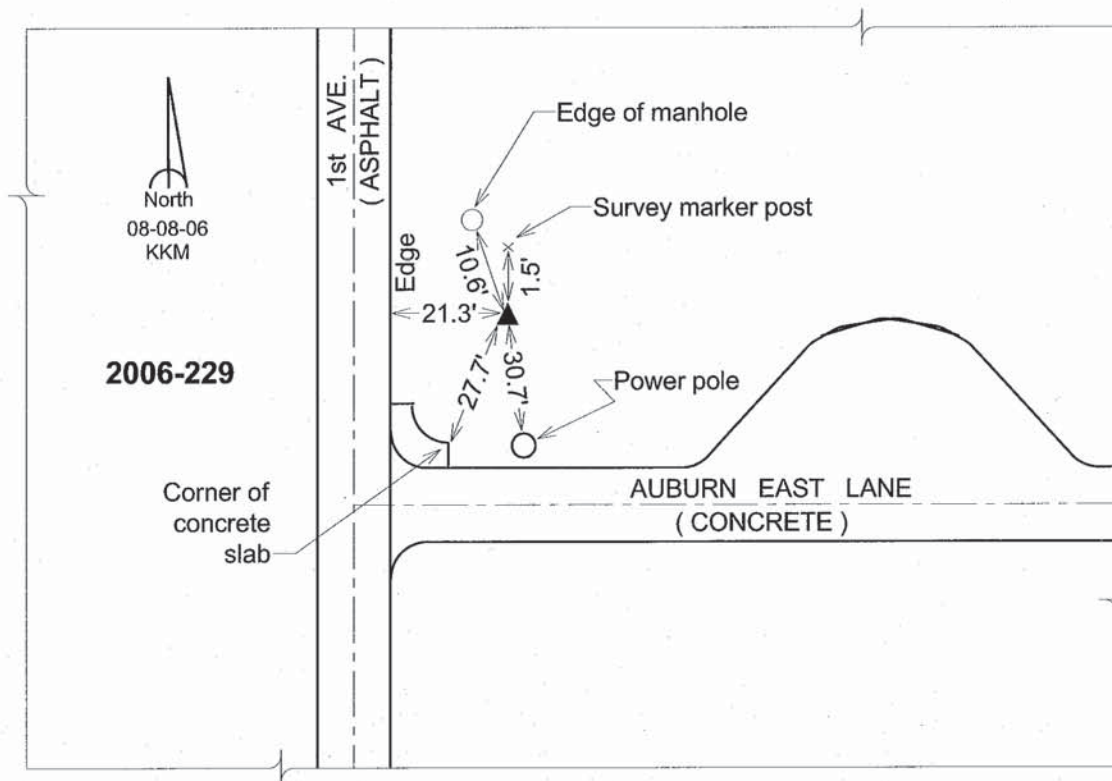 1st AVE.
( ASPHALT )
Edge of manhole
North
08-08-06
KKM
Survey marker post
Edge
10.6'
1.5'
21.3'
2006-229
27.7'
30.7'
Power pole
Corner of
concrete
slab
AUBURN EAST LANE
( CONCRETE )